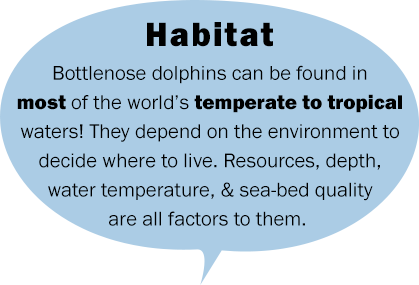 Habitat
Bottlenose dolphins can be found in
most of the world’s temperate to tropical
waters! They depend on the environment to
decide where to live. Resources, depth,
water temperature, & sea-bed quality
are all factors to them.